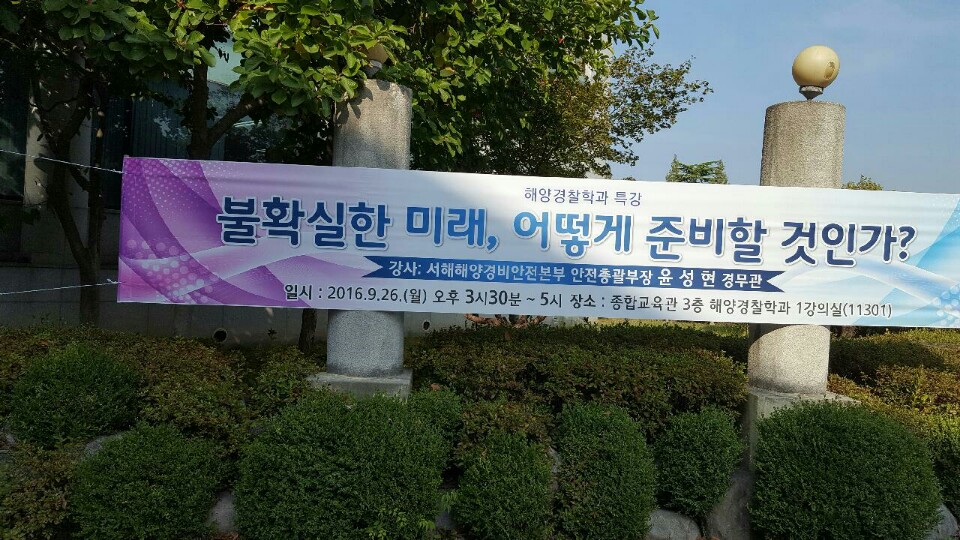 해양경찰학과 특강
불확실한 미래, 어떻게 준비할 것인가?
강사: 서해해양경비안전본부 안전총괄부장 윤성현 경무관
일시 : 2016.9.26.(월) 오후 3시30분 ~ 5시 장소 : 종합교육관 3층 해양경찰학과 1강의실(11301)